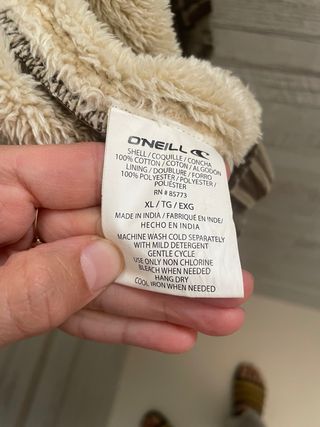 O'NEILL
SHELL / COQUILLE / CONCHA
100% COTTON / COTON / ALGODON
LINING / DOUBLURE / FORRO
100% POLYESTER / POLYESTER /
POLIESTER
RN # 85773
XL / TG / EXG
MADE IN INDIA / FABRIQUÉ EN INDE/
HECHO EN INDIA
MACHINE WASH COLD SEPARATELY
WITH MILD DETERGENT
GENTLE CYCLE
USE ONLY NON CHLORINE
BLEACH WHEN NEEDED
HANG DRY
COOL IRON WHEN NEEDED